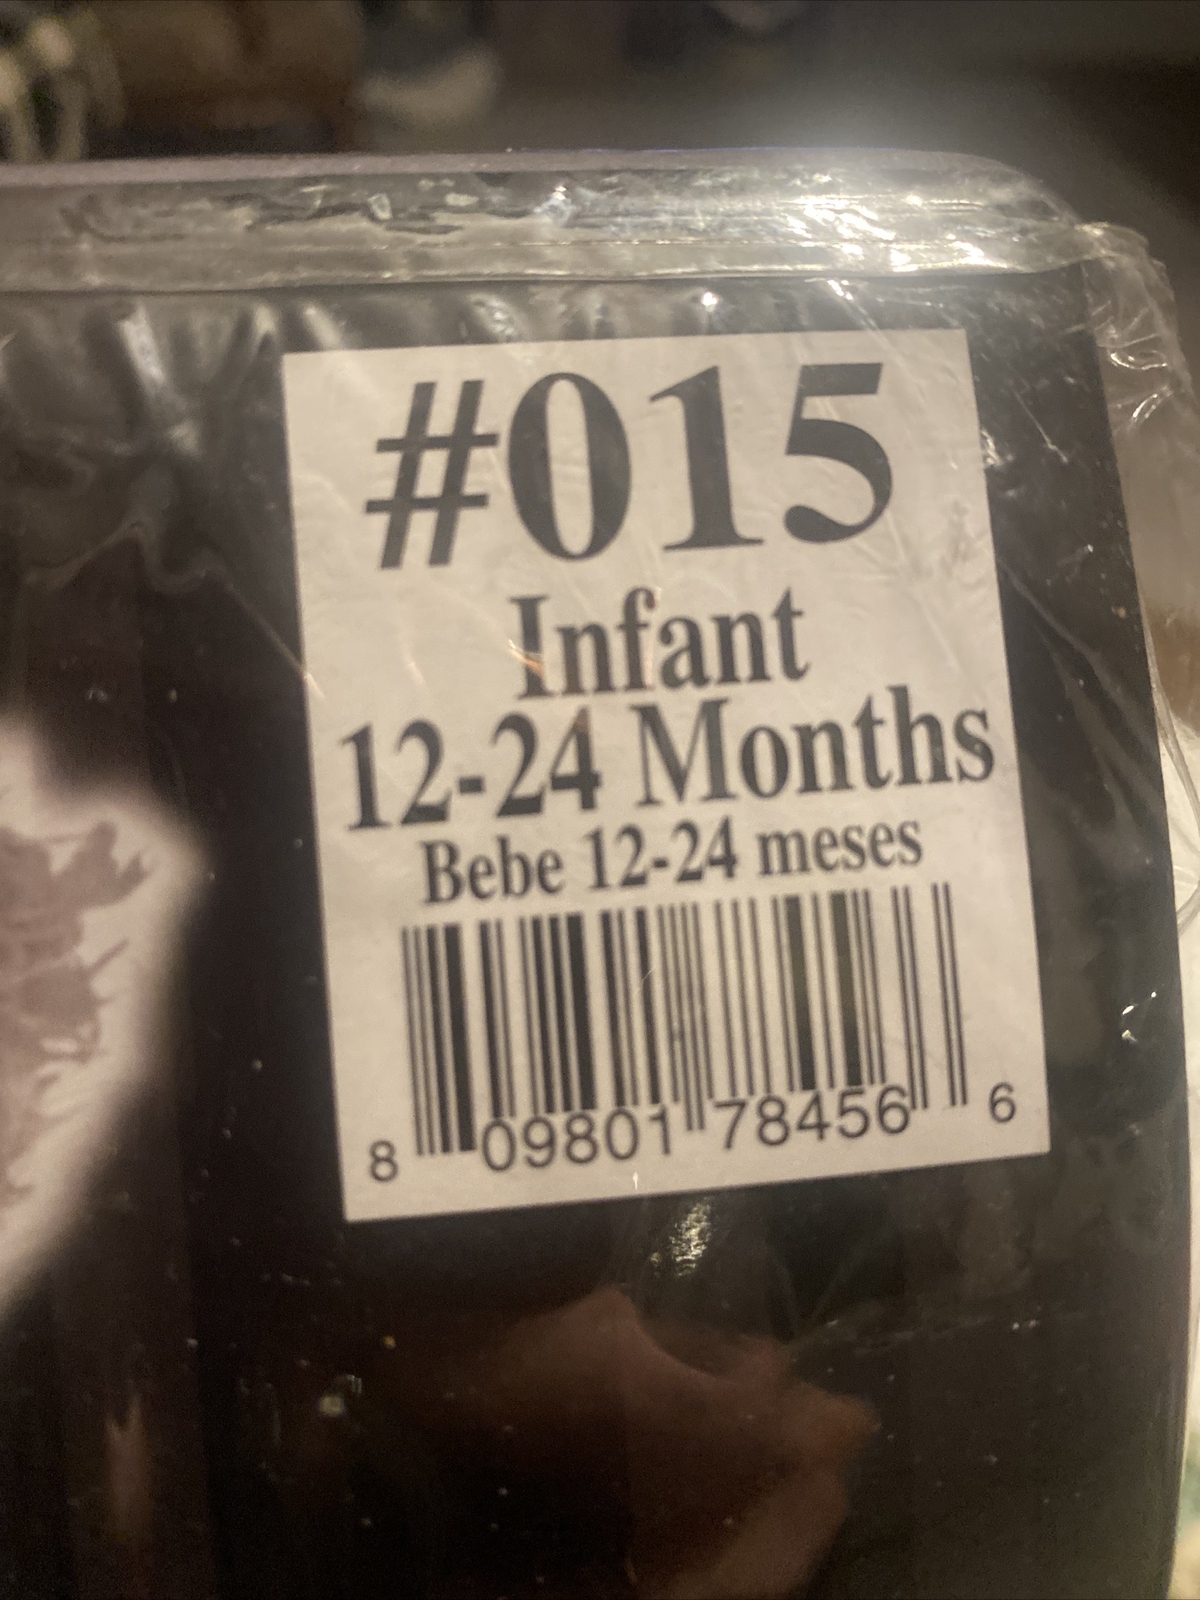 #015
Infant
12-24 Months
Bebe 12-24 meses
8 09801 78456 6